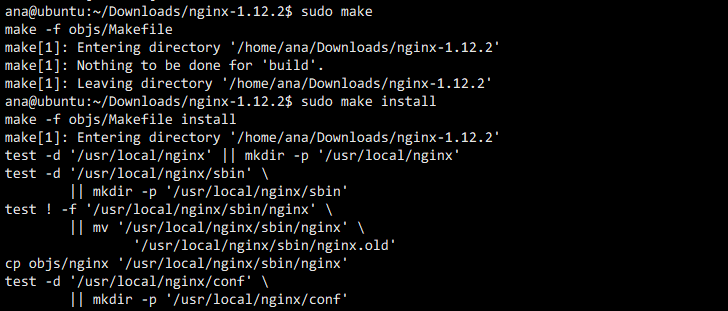 ana@ubuntu:~/Downloads/nginx-1.12.2$ sudo make
make -f objs/Makefile
make[1]: Entering directory '/home/ana/Downloads/nginx-1.12.2'
make[1]: Nothing to be done for 'build'.
make[1]: Leaving directory '/home/ana/Downloads/nginx-1.12.2'
ana@ubuntu:~/Downloads/nginx-1.12.2$ sudo make install
make -f objs/Makefile install
make[1]: Entering directory '/home/ana/Downloads/nginx-1.12.2'
test -d '/usr/local/nginx' || mkdir -p '/usr/local/nginx'
test -d '/usr/local/nginx/sbin' \
        || mkdir -p '/usr/local/nginx/sbin'
test ! -f '/usr/local/nginx/sbin/nginx' \
        || mv '/usr/local/nginx/sbin/nginx' \
                '/usr/local/nginx/sbin/nginx.old'
cp objs/nginx '/usr/local/nginx/sbin/nginx'
test -d '/usr/local/nginx/conf' \
        || mkdir -p '/usr/local/nginx/conf'